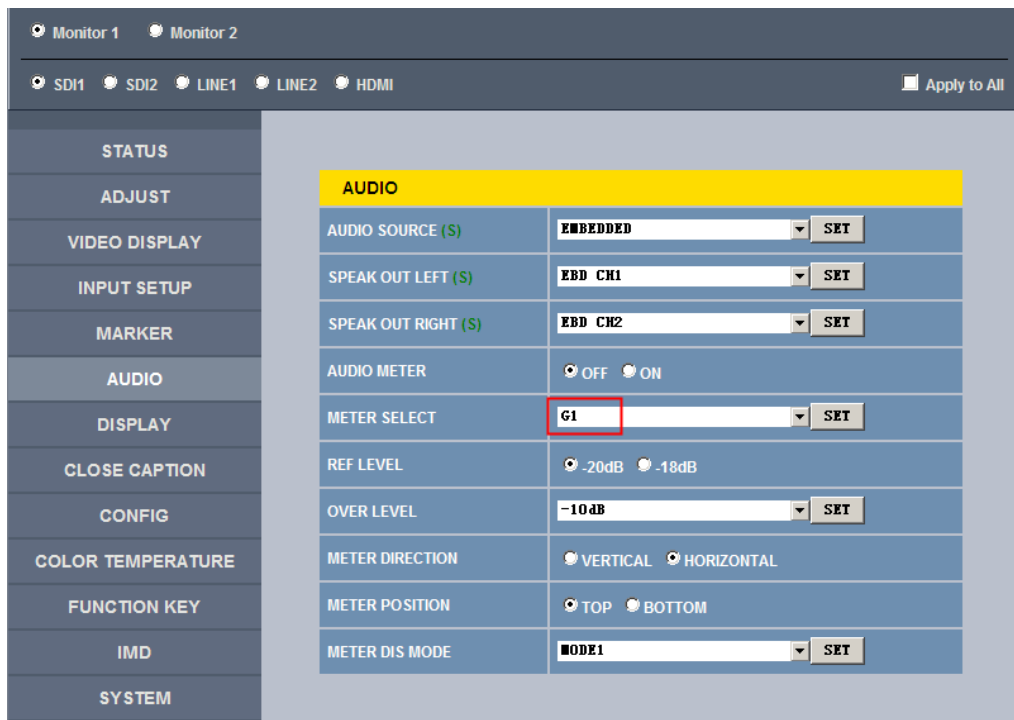 Monitor 1 Monitor 2
SDI1 SDI2 LINE1 LINE2 HDMI Apply to All
STATUS
ADJUST
VIDEO DISPLAY
INPUT SETUP
MARKER
AUDIO
DISPLAY
CLOSE CAPTION
CONFIG
COLOR TEMPERATURE
FUNCTION KEY
IMD
SYSTEM
AUDIO
AUDIO SOURCE (S) EMBEDDED SET
SPEAK OUT LEFT (S) EBD CH1 SET
SPEAK OUT RIGHT (S) EBD CH2 SET
AUDIO METER OFF ON
METER SELECT G1 SET
REF LEVEL -20dB -18dB
OVER LEVEL -10dB SET
METER DIRECTION VERTICAL HORIZONTAL
METER POSITION TOP BOTTOM
METER DIS MODE MODE1 SET